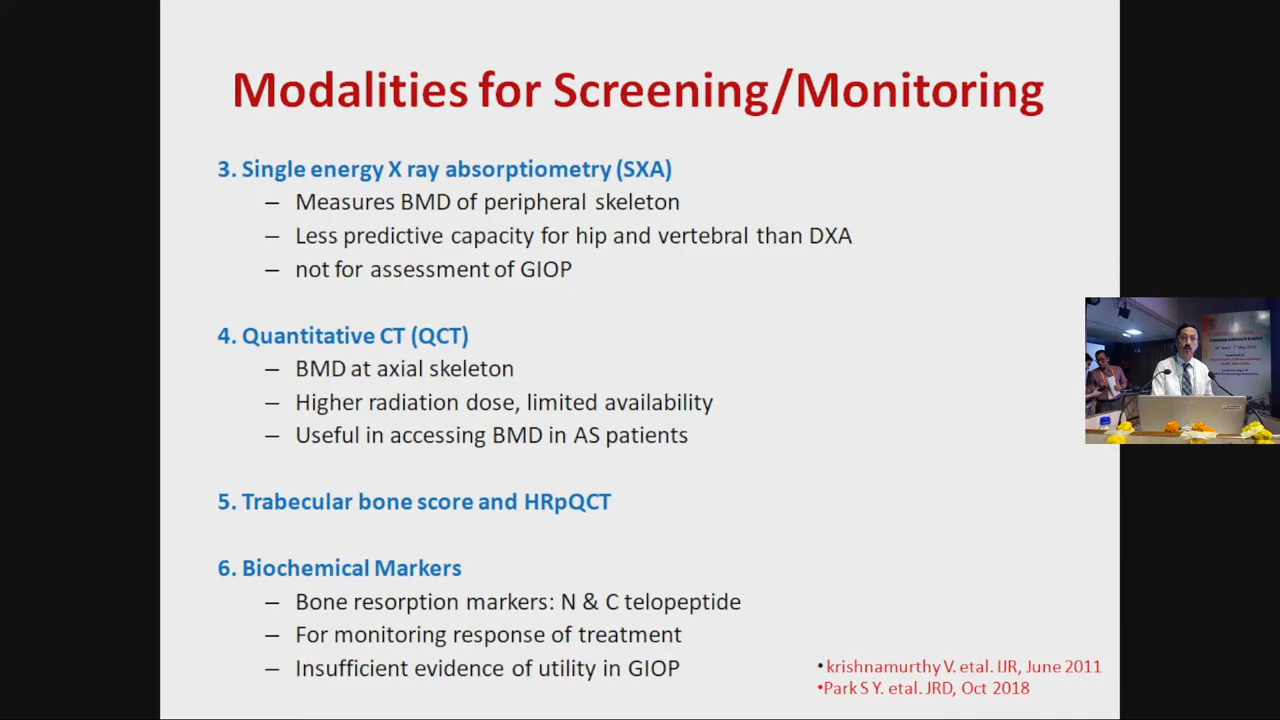 Modalities for Screening/Monitoring
3. Single energy X ray absorptiometry (SXA)
– Measures BMD of peripheral skeleton
– Less predictive capacity for hip and vertebral than DXA
– not for assessment of GIOP
4. Quantitative CT (QCT)
– BMD at axial skeleton
– Higher radiation dose, limited availability
– Useful in accessing BMD in AS patients
5. Trabecular bone score and HRpQCT
6. Biochemical Markers
– Bone resorption markers: N & C telopeptide
– For monitoring response of treatment
– Insufficient evidence of utility in GIOP
•krishnamurthy V. etal. IJR, June 2011
•Park S Y. etal. JRD, Oct 2018